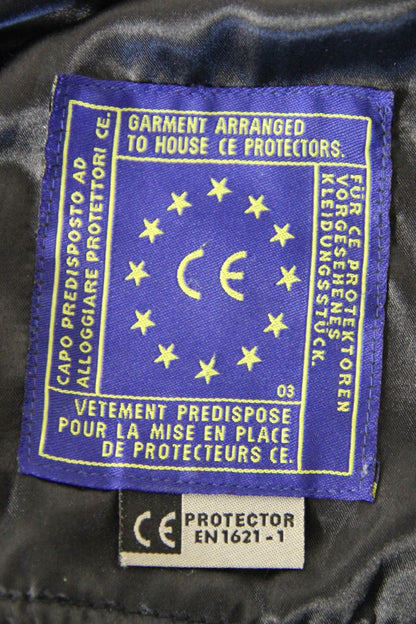 GARMENT ARRANGED
TO HOUSE CE PROTECTORS.
CAPO PREDISPOSTO AD
ALLOGGIARE PROTETTORI CE.
CE
FÜR CE PROTEKTOREN
VORGESEHENES
KLEIDUNGSSTÜCK.
03
VETEMENT PREDISPOSE
POUR LA MISE EN PLACE
DE PROTECTEURS CE.
CE PROTECTOR
EN1621-1